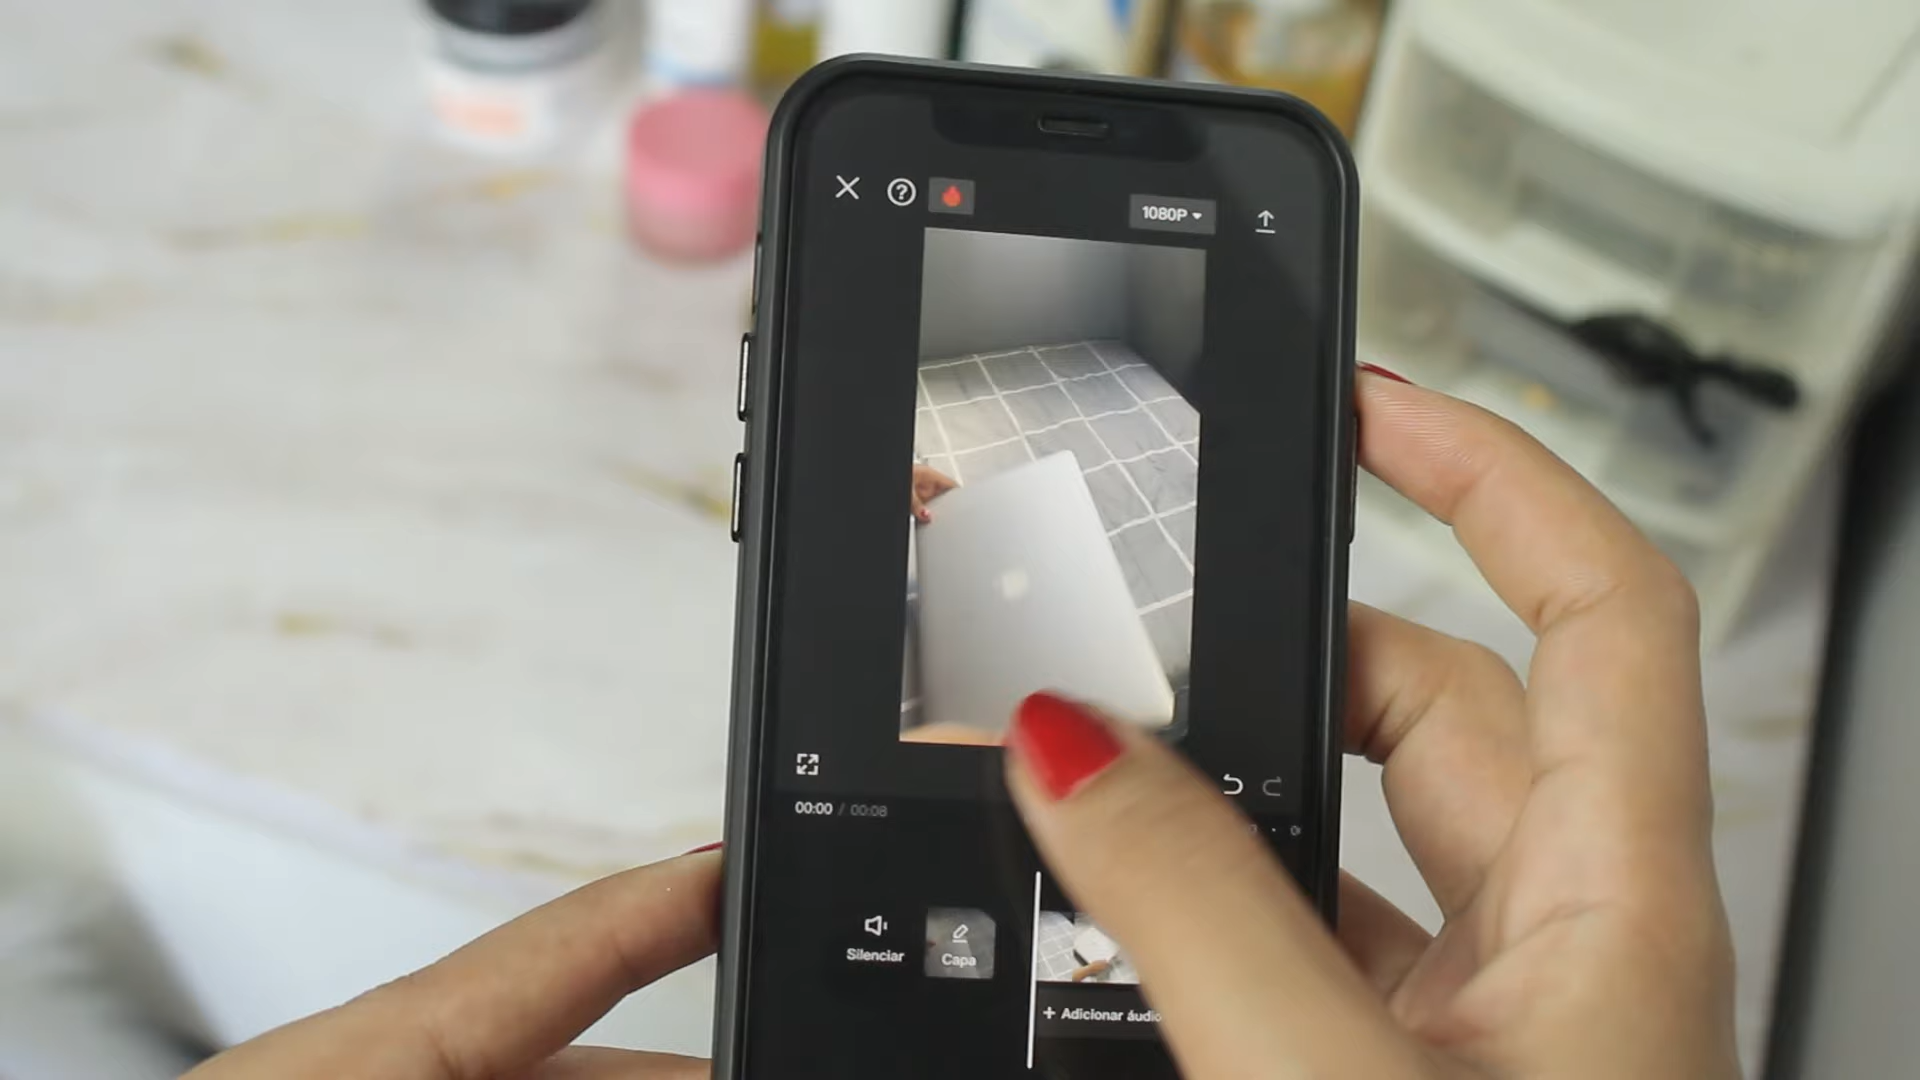 1080P
00:00 / 00:08
Silenciar
Capa
+ Adicionar áudio